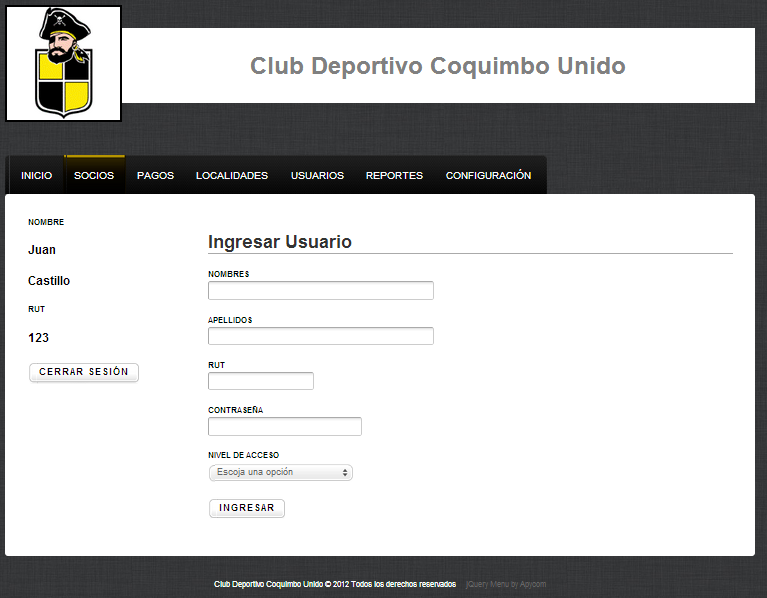 Club Deportivo Coquimbo Unido
INICIO SOCIOS PAGOS LOCALIDADES USUARIOS REPORTES CONFIGURACIÓN
NOMBRE
Juan
Castillo
RUT
123
CERRAR SESIÓN
Ingresar Usuario
NOMBRES
APELLIDOS
RUT
CONTRASEÑA
NIVEL DE ACCESO
Escoja una opción
INGRESAR
Club Deportivo Coquimbo Unido © 2012 Todos los derechos reservados jQuery Menu by Apycom